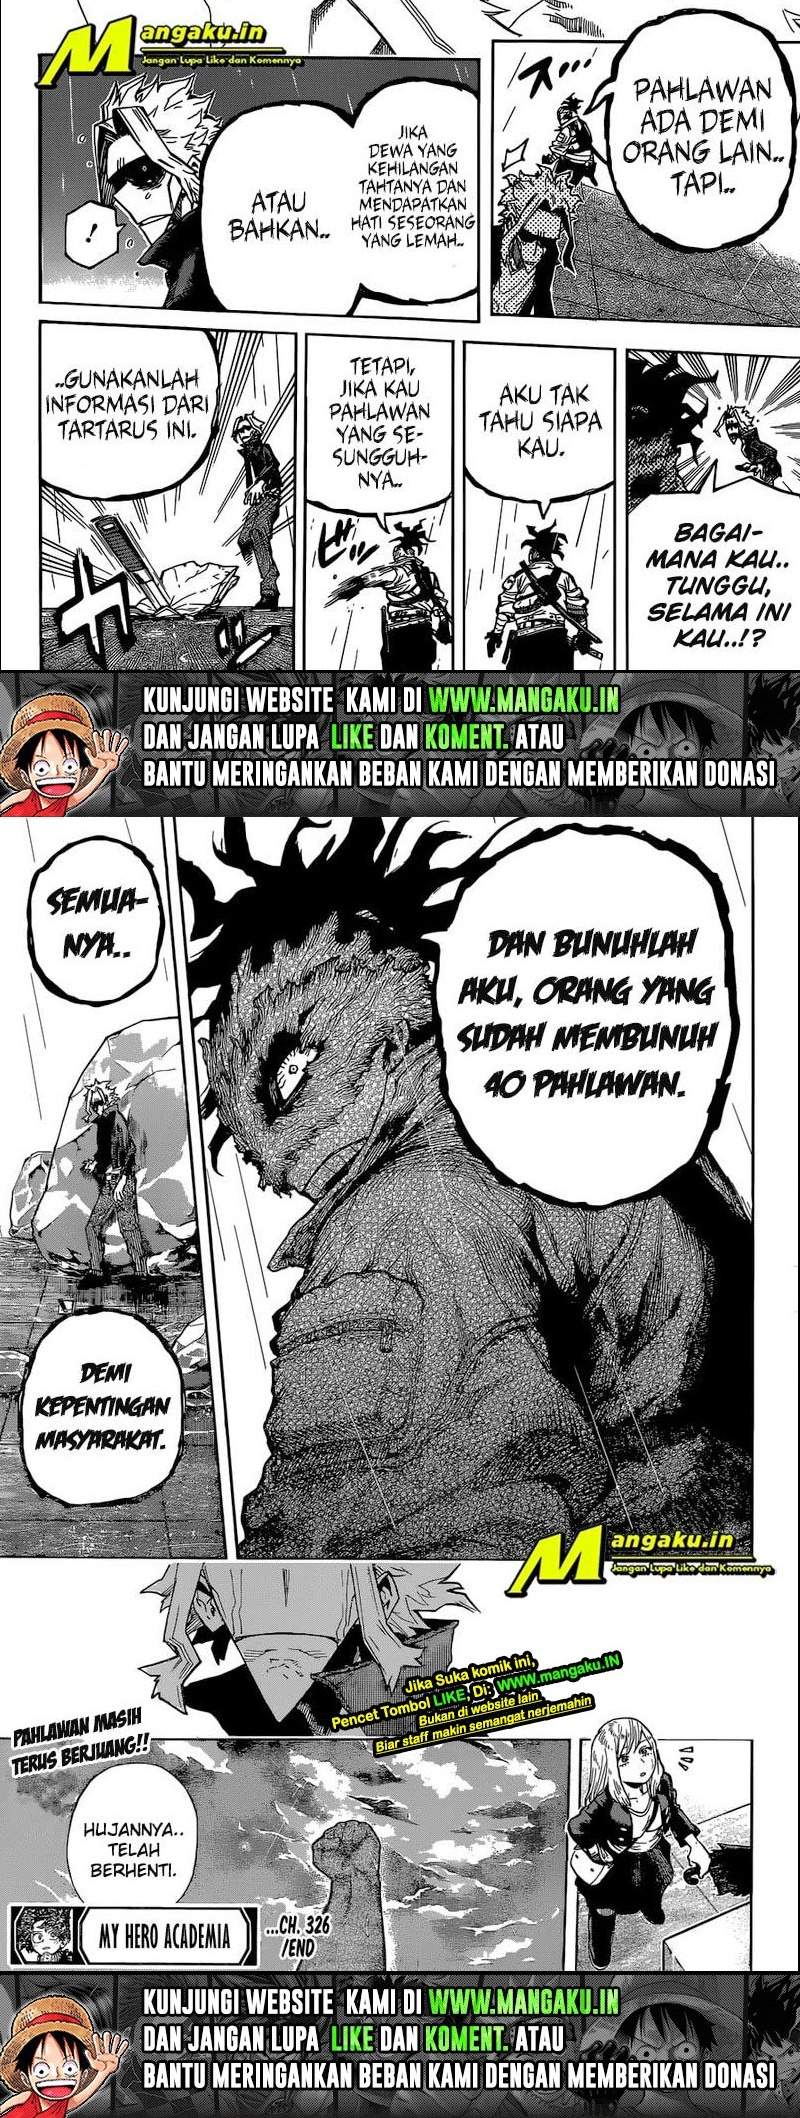 Mangaku.in
Jangan Lupa Like dan Komennya
ス...
PAHLAWAN
ADA DEMI
ORANG LAIN..
TAPI..
JIKA
DEWA YANG
KEHILANGAN
TAHTANYA DAN
MENDAPATKAN
HATI SESEORANG
YANG LEMAH..
ATAU
BAHKAN..
!
BAGAI-
MANA KAU..
TUNGGU,
SELAMA INI
KAU..!?
AKU TAK
TAHU SIAPA
KAU.
TETAPI,
JIKA KAU
PAHLAWAN
YANG SE-
SUNGGUH-
NYA..
ビッ
..GUNAKANLAH
INFORMASI DARI
TARTARUS INI.
KUNJUNGI WEBSITE KAMI DI WWW.MANGAKU.IN
DAN JANGAN LUPA LIKE DAN KOMENT. ATAU
BANTU MERINGANKAN BEBAN KAMI DENGAN MEMBERIKAN DONASI
DAN BUNUHLAH
AKU, ORANG YANG
SUDAH MEMBUNUH
40 PAHLAWAN.
SEMUA-
NYA..
DEMI
KEPENTINGAN
MASYARAKAT.
Mangaku.in
Jangan Lupa Like dan Komennya
Jika Suka komik ini,
Pencet Tombol LIKE, Di: WWW.mangaku.IN
Bukan di website lain
Biar staff makin semangat nerjemahin
PAHLAWAN MASIH
TERUS BERJUANG!!
HUJANNYA..
TELAH
BERHENTI.
MY HERO ACADEMIA
...CH. 326
/END
KUNJUNGI WEBSITE KAMI DI WWW.MANGAKU.IN
DAN JANGAN LUPA LIKE DAN KOMENT. ATAU
BANTU MERINGANKAN BEBAN KAMI DENGAN MEMBERIKAN DONASI